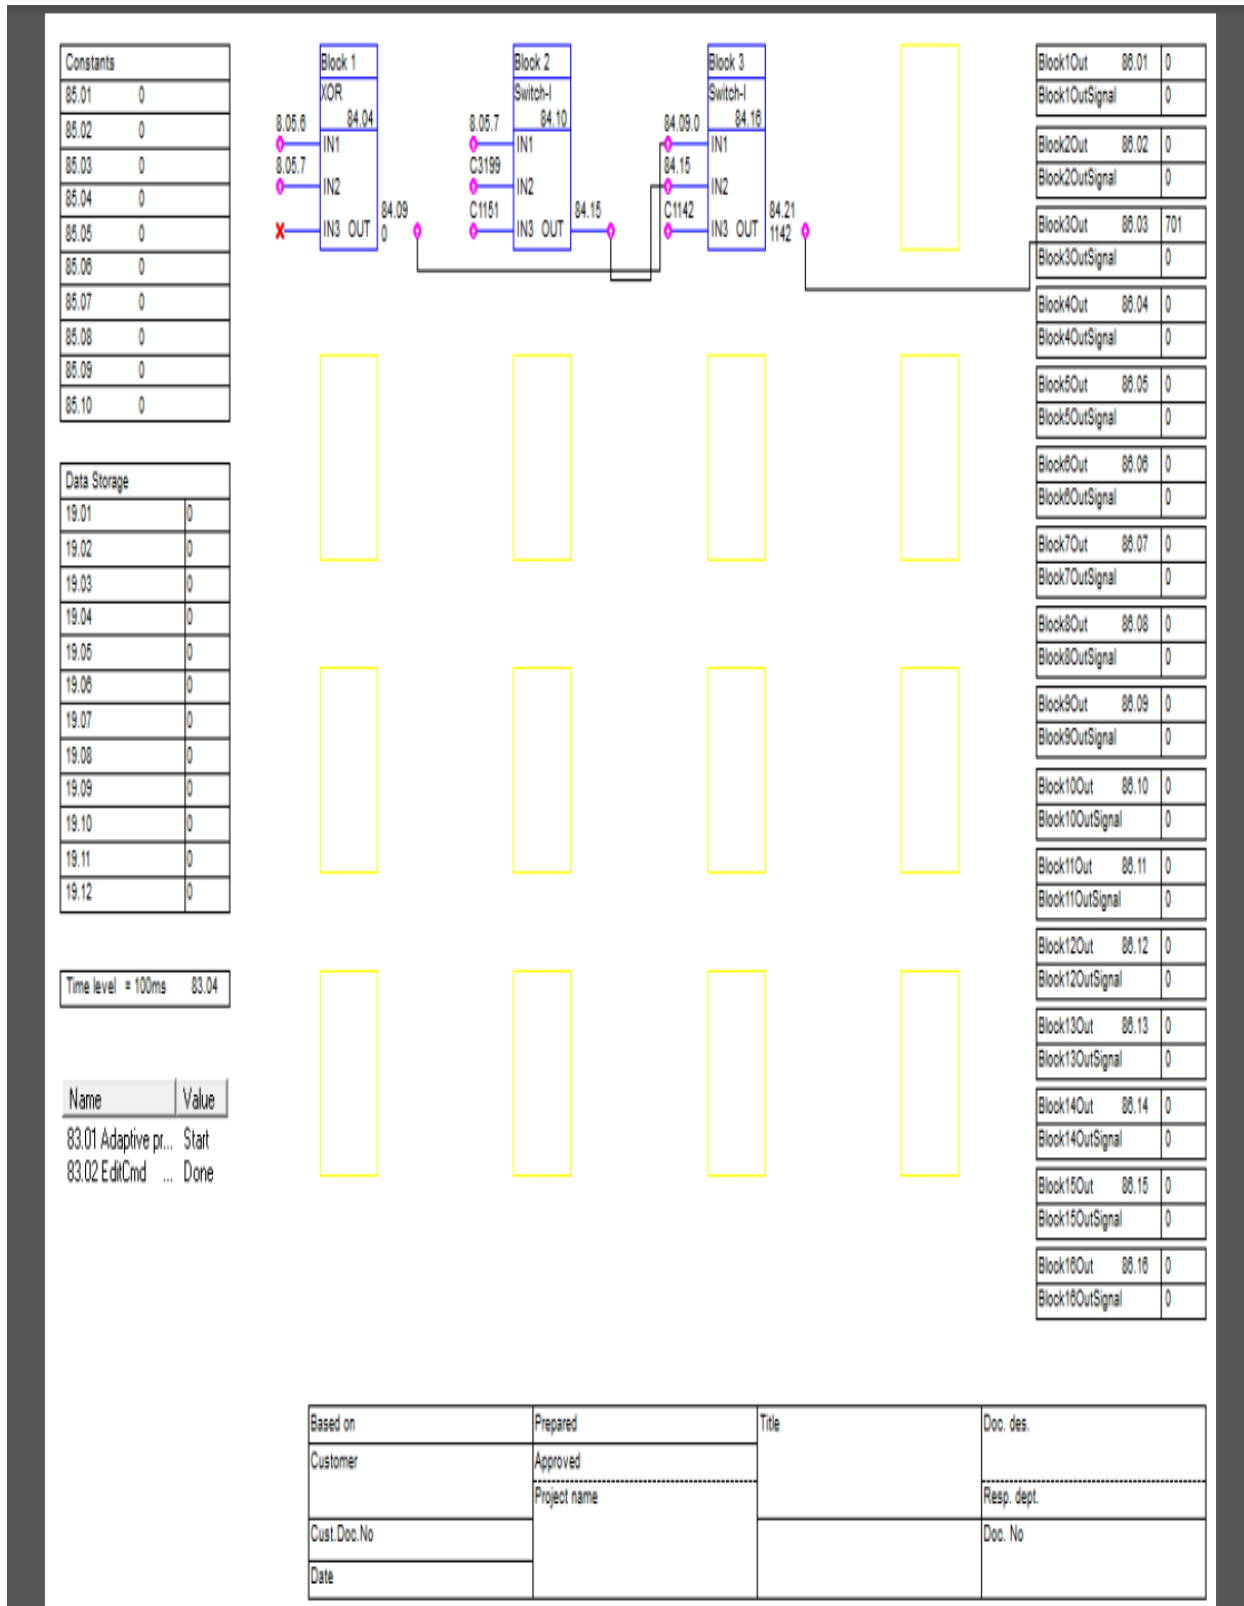 Constants
85.01 0
85.02 0
85.03 0
85.04 0
85.05 0
85.06 0
85.07 0
85.08 0
85.09 0
85.10 0
Data Storage
19.01 0
19.02 0
19.03 0
19.04 0
19.05 0
19.06 0
19.07 0
19.08 0
19.09 0
19.10 0
19.11 0
19.12 0
Time level = 100ms 83.04
Name Value
83.01 Adaptive pr... Start
83.02 EditCmd ... Done
Block 1
XOR
84.04
8.05.6 IN1
8.05.7 IN2
IN3 OUT
84.09
0
Block 2
Switch-I
84.10
8.05.7 IN1
C3199 IN2
C1151 IN3 OUT
84.15
Block 3
Switch-I
84.16
84.09.0 IN1
84.15 IN2
C1142 IN3 OUT
84.21
1142
Block1Out 86.01 0
Block1OutSignal 0
Block2Out 86.02 0
Block2OutSignal 0
Block3Out 86.03 701
Block3OutSignal 0
Block4Out 86.04 0
Block4OutSignal 0
Block5Out 86.05 0
Block5OutSignal 0
Block6Out 86.06 0
Block6OutSignal 0
Block7Out 86.07 0
Block7OutSignal 0
Block8Out 86.08 0
Block8OutSignal 0
Block9Out 86.09 0
Block9OutSignal 0
Block10Out 86.10 0
Block10OutSignal 0
Block11Out 86.11 0
Block11OutSignal 0
Block12Out 86.12 0
Block12OutSignal 0
Block13Out 86.13 0
Block13OutSignal 0
Block14Out 86.14 0
Block14OutSignal 0
Block15Out 86.15 0
Block15OutSignal 0
Block16Out 86.16 0
Block16OutSignal 0
Based on
Customer
Cust.Doc.No
Date
Prepared
Approved
Project name
Title
Doc. des.
Resp. dept.
Doc. No